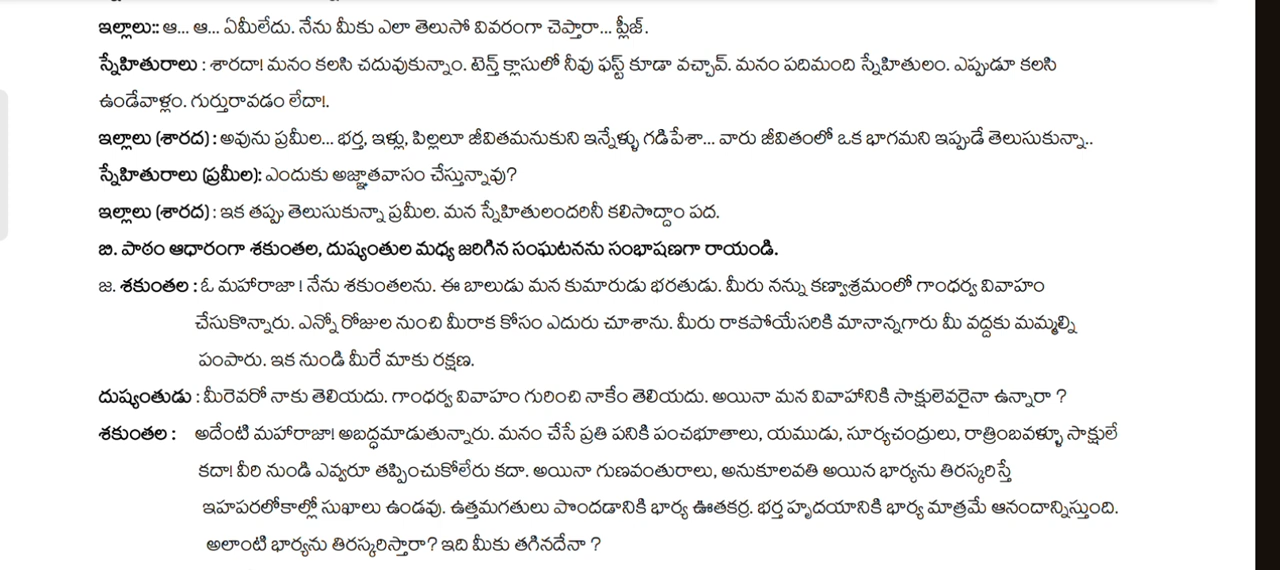 ఇల్లాలు:: ఆ... ఆ... ఏమీలేదు. నేను మీకు ఎలా తెలుసో వివరంగా చెప్తారా... ప్లీజ్.
స్నేహితురాలు : శారదా! మనం కలసి చదువుకున్నాం. టెన్త్ క్లాసులో నీవు ఫస్ట్ కూడా వచ్చావ్. మనం పదిమంది స్నేహితులం. ఎప్పుడూ కలసి
ఉండేవాళ్లం. గుర్తురావడం లేదా!.
ఇల్లాలు (శారద) : అవును ప్రమీల... భర్త, ఇళ్లు, పిల్లలూ జీవితమనుకుని ఇన్నేళ్ళు గడిపేశా... వారు జీవితంలో ఒక భాగమని ఇప్పుడే తెలుసుకున్నా..
స్నేహితురాలు (ప్రమీల): ఎందుకు అజ్ఞాతవాసం చేస్తున్నావు?
ఇల్లాలు (శారద) : ఇక తప్పు తెలుసుకున్నా ప్రమీల. మన స్నేహితులందరినీ కలిసొద్దాం పద.
బి. పాఠం ఆధారంగా శకుంతల, దుష్యంతుల మధ్య జరిగిన సంఘటనను సంభాషణగా రాయండి.
జ. శకుంతల : ఓ మహారాజా ! నేను శకుంతలను. ఈ బాలుడు మన కుమారుడు భరతుడు. మీరు నన్ను కణ్వాశ్రమంలో గాంధర్వ వివాహం
చేసుకొన్నారు. ఎన్నో రోజుల నుంచి మీరాక కోసం ఎదురు చూశాను. మీరు రాకపోయేసరికి మానాన్నగారు మీ వద్దకు మమ్మల్ని
పంపారు. ఇక నుండి మీరే మాకు రక్షణ.
దుష్యంతుడు : మీరెవరో నాకు తెలియదు. గాంధర్వ వివాహం గురించి నాకేం తెలియదు. అయినా మన వివాహానికి సాక్షులెవరైనా ఉన్నారా ?
శకుంతల : అదేంటి మహారాజా! అబద్ధమాడుతున్నారు. మనం చేసే ప్రతి పనికి పంచభూతాలు, యముడు, సూర్యచంద్రులు, రాత్రింబవళ్ళూ సాక్షులే
కదా! వీరి నుండి ఎవ్వరూ తప్పించుకోలేరు కదా. అయినా గుణవంతురాలు, అనుకూలవతి అయిన భార్యను తిరస్కరిస్తే
ఇహపరలోకాల్లో సుఖాలు ఉండవు. ఉత్తమగతులు పొందడానికి భార్య ఊతకర్ర. భర్త హృదయానికి భార్య మాత్రమే ఆనందాన్నిస్తుంది.
అలాంటి భార్యను తిరస్కరిస్తారా? ఇది మీకు తగినదేనా ?